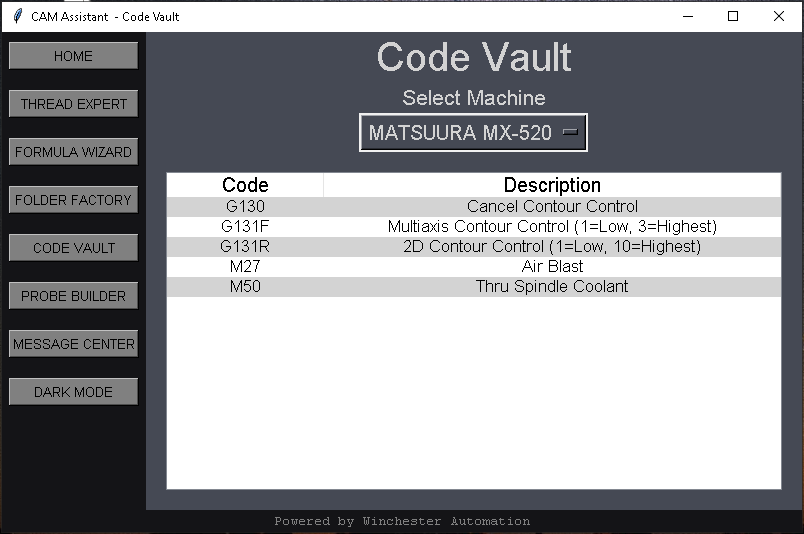 CAM Assistant - Code Vault
HOME
THREAD EXPERT
FORMULA WIZARD
FOLDER FACTORY
CODE VAULT
PROBE BUILDER
MESSAGE CENTER
DARK MODE
Code Vault
Select Machine
MATSUURA MX-520
Code Description
G130 Cancel Contour Control
G131F Multiaxis Contour Control (1=Low, 3=Highest)
G131R 2D Contour Control (1=Low, 10=Highest)
M27 Air Blast
M50 Thru Spindle Coolant
Powered by Winchester Automation